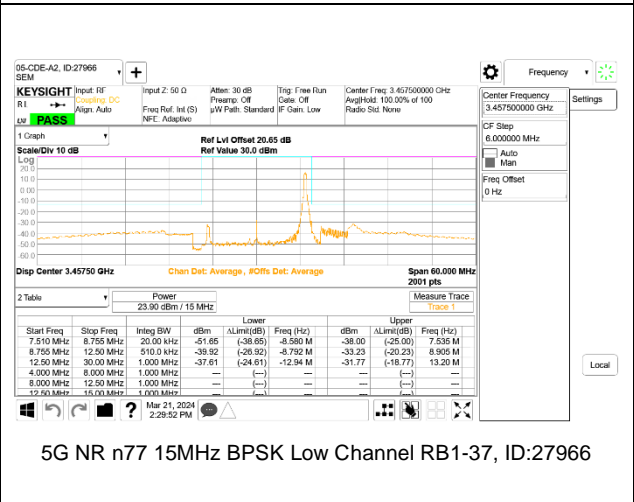 05-CDE-A2, ID:27966
SEM
+
Frequency
KEYSIGHT
Input: RF
Coupling: DC
Align: Auto
Input Z: 50 Ω
Freq Ref: Int (S)
NFE: Adaptive
Atten: 30 dB
Preamp: Off
µW Path: Standard
Trig: Free Run
Gate: Off
IF Gain: Low
Center Freq: 3.457500000 GHz
Avg|Hold: 100.00% of 100
Radio Std: None
PASS
Center Frequency
3.457500000 GHz
Settings
CF Step
6.000000 MHz
Auto
Man
Freq Offset
0 Hz
1 Graph
Scale/Div 10 dB
Ref Lvl Offset 20.65 dB
Ref Value 30.0 dBm
Log
20.0
10.0
0.00
-10.0
-20.0
-30.0
-40.0
-50.0
-60.0
Disp Center 3.45750 GHz
Chan Det: Average, #Offs Det: Average
Span 60.000 MHz
2001 pts
2 Table
Power
23.90 dBm / 15 MHz
Measure Trace
Trace 1
Lower Upper
Start Freq Stop Freq Integ BW dBm ΔLimit(dB) Freq (Hz) dBm ΔLimit(dB) Freq (Hz)
7.510 MHz 8.755 MHz 20.00 kHz -51.65 (-38.65) -8.580 M -38.00 (-25.00) 7.535 M
8.755 MHz 12.50 MHz 510.0 kHz -39.92 (-26.92) -8.792 M -33.23 (-20.23) 8.905 M
12.50 MHz 30.00 MHz 1.000 MHz -37.61 (-24.61) -12.94 M -31.77 (-18.77) 13.20 M
4.000 MHz 8.000 MHz 1.000 MHz --- (---) --- --- (---) ---
8.000 MHz 12.50 MHz 1.000 MHz --- (---) --- --- (---) ---
12.50 MHz 15.00 MHz 1.000 MHz --- (---) --- --- (---) ---
Local
?
Mar 21, 2024
2:29:52 PM
5G NR n77 15MHz BPSK Low Channel RB1-37, ID:27966